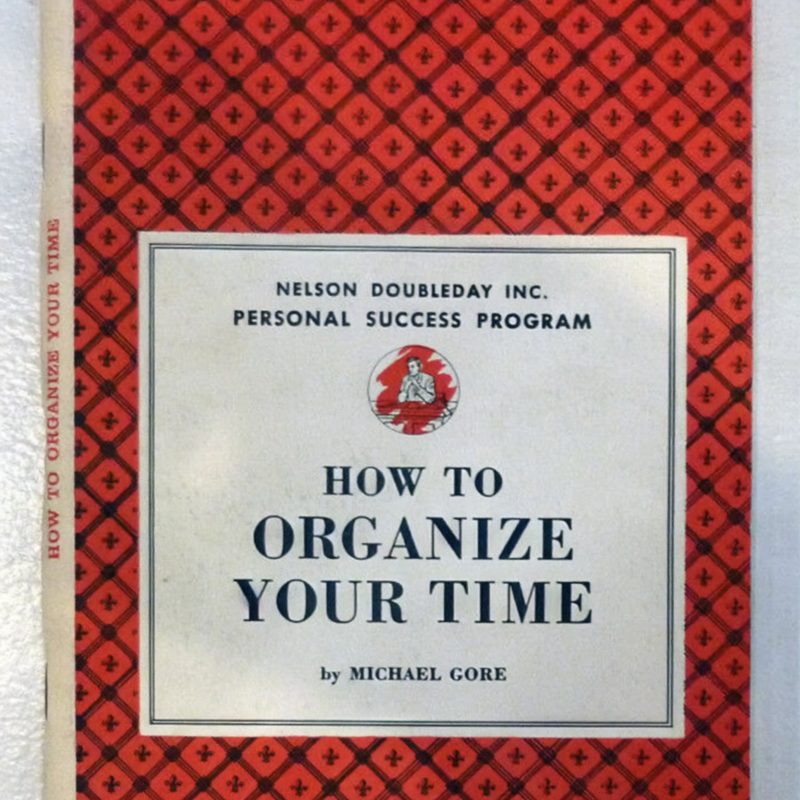 HOW TO ORGANIZE YOUR TIME
NELSON DOUBLEDAY INC.
PERSONAL SUCCESS PROGRAM
HOW TO
ORGANIZE
YOUR TIME
by MICHAEL GORE